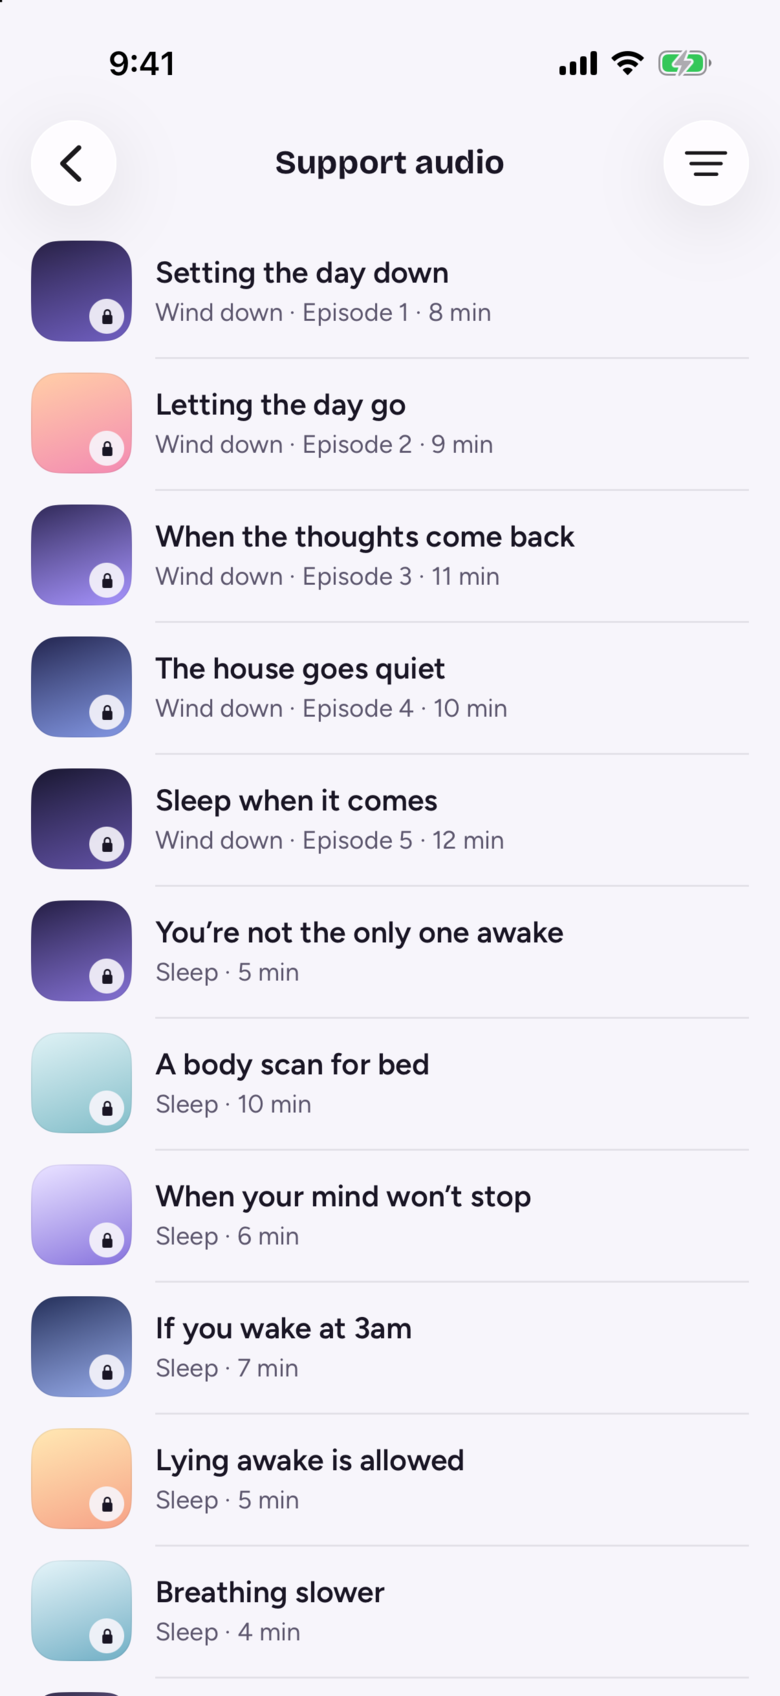 9:41
Support audio
Setting the day down
Wind down · Episode 1 · 8 min
Letting the day go
Wind down · Episode 2 · 9 min
When the thoughts come back
Wind down · Episode 3 · 11 min
The house goes quiet
Wind down · Episode 4 · 10 min
Sleep when it comes
Wind down · Episode 5 · 12 min
You’re not the only one awake
Sleep · 5 min
A body scan for bed
Sleep · 10 min
When your mind won’t stop
Sleep · 6 min
If you wake at 3am
Sleep · 7 min
Lying awake is allowed
Sleep · 5 min
Breathing slower
Sleep · 4 min